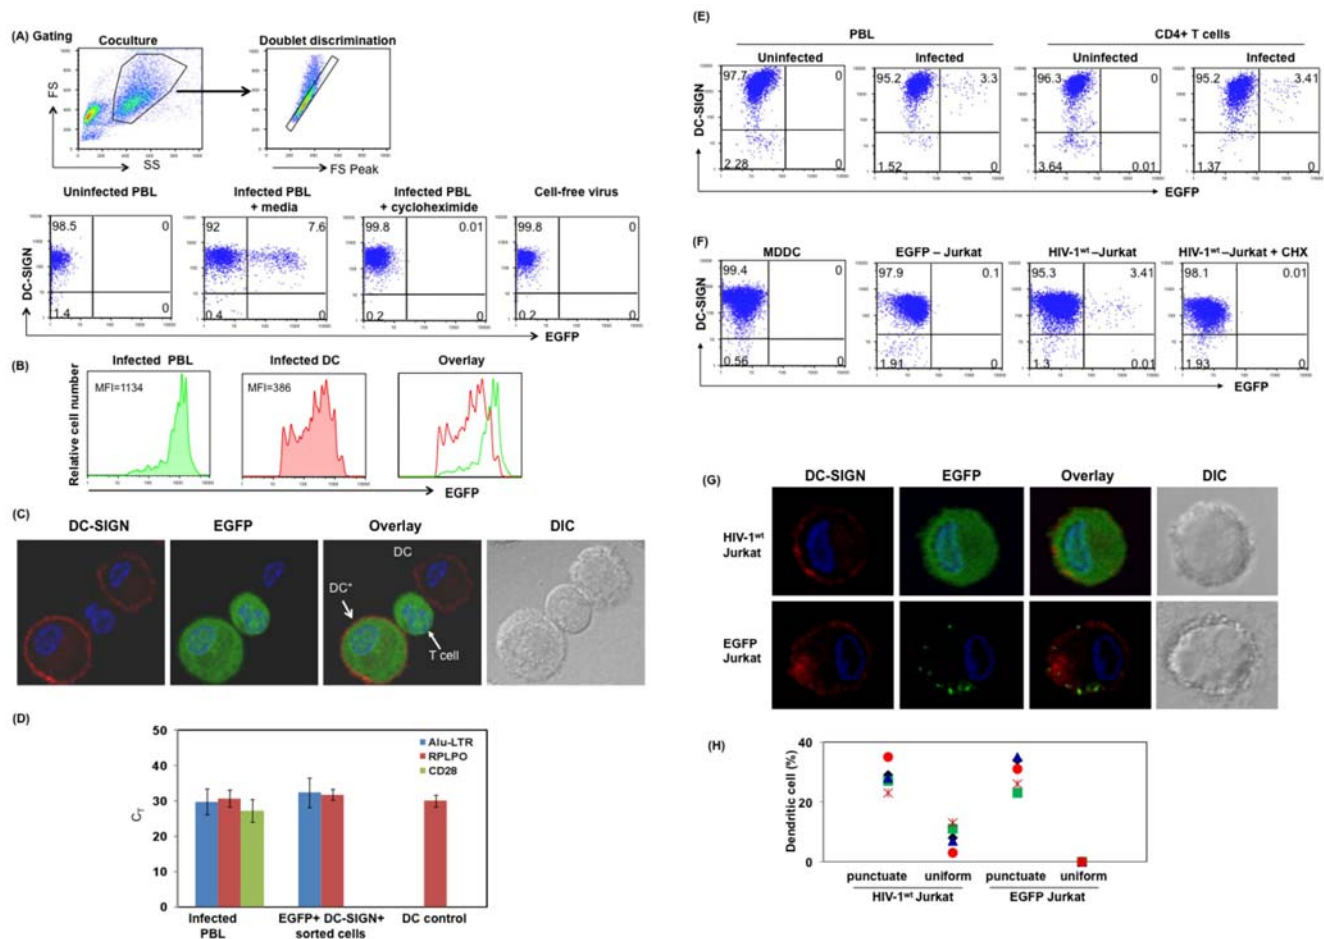 (A) Gating
Coculture
Doublet discrimination
FS
SS
FS Peak
Uninfected PBL
Infected PBL
+ media
Infected PBL
+ cycloheximide
Cell-free virus
98.5 0
1.4 0
92 7.6
0.4 0
99.8 0.01
0.2 0
99.8 0
0.2 0
DC-SIGN
EGFP
(B)
Infected PBL
Infected DC
Overlay
MFI=1134
MFI=386
Relative cell number
EGFP
(C)
DC-SIGN
EGFP
Overlay
DIC
DC
DC*
T cell
(D)
50
40
30
20
10
0
C_T
Alu-LTR
RPLPO
CD28
Infected
PBL
EGFP+ DC-SIGN+
sorted cells
DC control
(E)
PBL
CD4+ T cells
Uninfected
Infected
Uninfected
Infected
97.7 0
2.28 0
95.2 3.3
1.52 0
96.3 0
3.64 0.01
95.2 3.41
1.37 0
DC-SIGN
EGFP
(F)
MDDC
EGFP – Jurkat
HIV-1wt –Jurkat
HIV-1wt –Jurkat + CHX
99.4 0
0.56 0
97.9 0.1
1.91 0
95.3 3.41
1.3 0.01
98.1 0.01
1.93 0
DC-SIGN
EGFP
(G)
DC-SIGN
EGFP
Overlay
DIC
HIV-1wt
Jurkat
EGFP
Jurkat
(H)
40
20
0
Dendritic cell (%)
punctuate
uniform
punctuate
uniform
HIV-1wt Jurkat
EGFP Jurkat